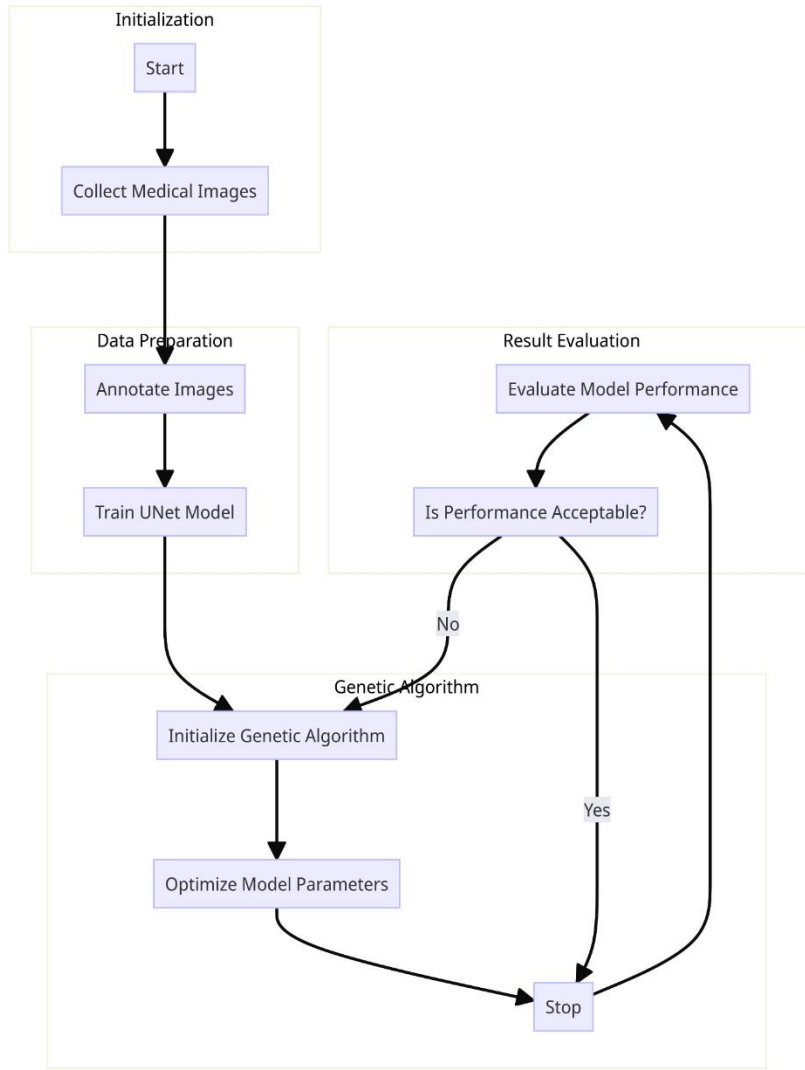 Initialization
Start
Collect Medical Images
Data Preparation
Annotate Images
Train UNet Model
Result Evaluation
Evaluate Model Performance
Is Performance Acceptable?
No
Yes
Genetic Algorithm
Initialize Genetic Algorithm
Optimize Model Parameters
Stop